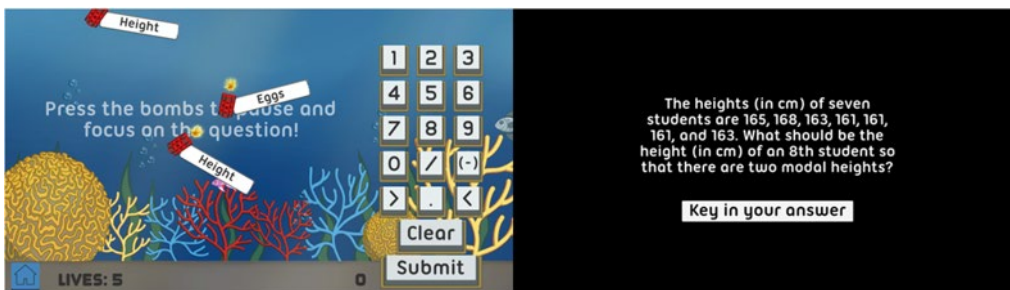 Height
Eggs
Press the bombs to pause and
focus on the question!
Height
1 2 3
4 5 6
7 8 9
0 / (-)
> . <
Clear
Submit
LIVES: 5
0
The heights (in cm) of seven
students are 165, 168, 163, 161, 161,
161, and 163. What should be the
height (in cm) of an 8th student so
that there are two modal heights?
Key in your answer